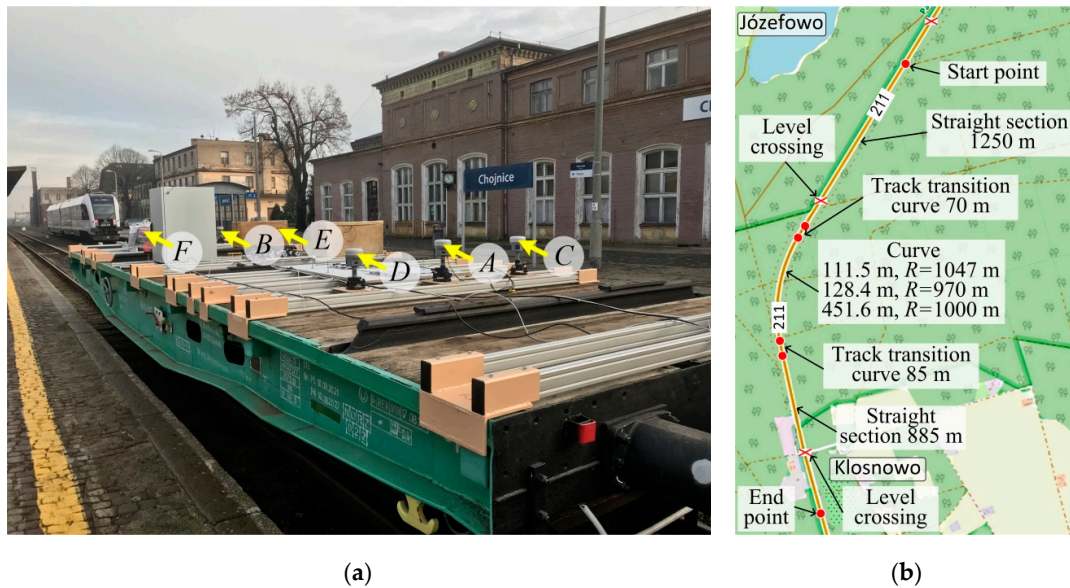 Chojnice
Cl
F
B
E
D
A
C
(a)
Józefowo
Start point
211
Straight section
1250 m
Level
crossing
Track transition
curve 70 m
Curve
111.5 m, R=1047 m
128.4 m, R=970 m
451.6 m, R=1000 m
211
Track transition
curve 85 m
Straight
section 885 m
Klosnowo
End
point
Level
crossing
(b)